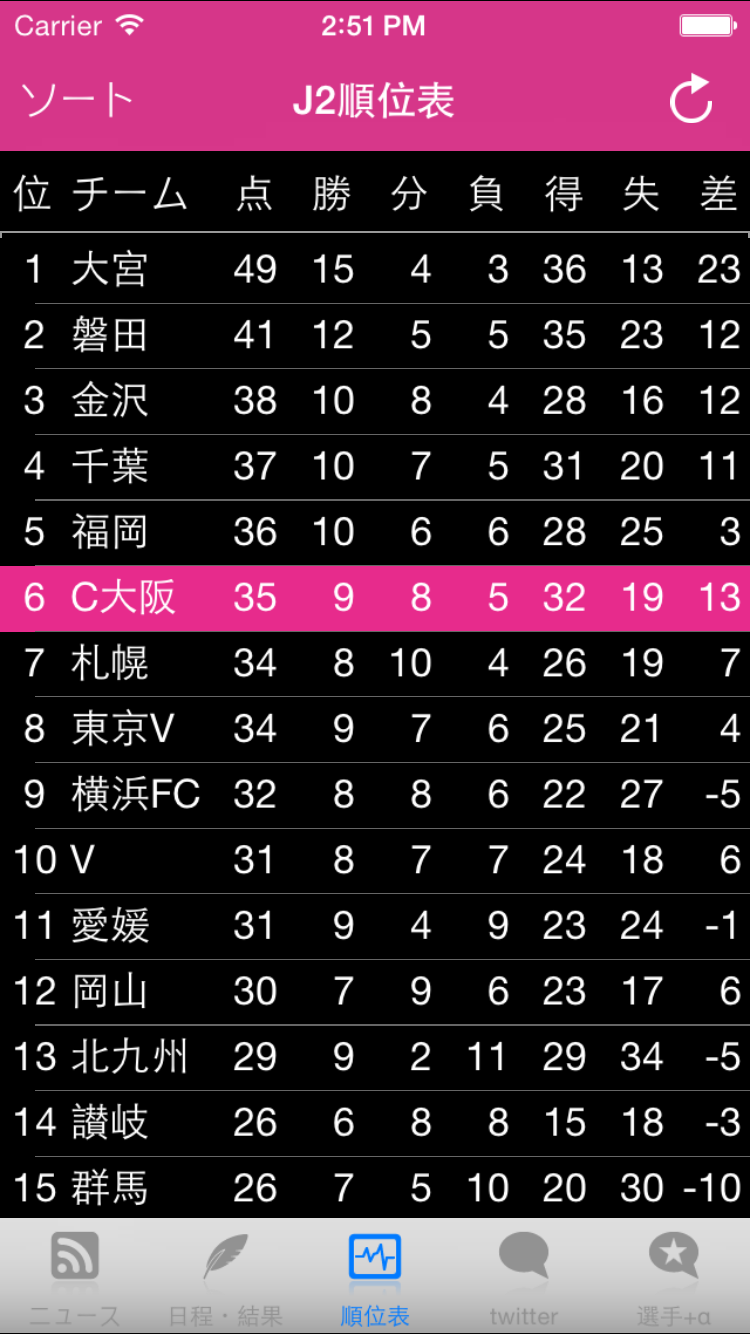 Carrier 2:51 PM
ソート J2順位表
位 チーム 点 勝 分 負 得 失 差
1 大宮 49 15 4 3 36 13 23
2 磐田 41 12 5 5 35 23 12
3 金沢 38 10 8 4 28 16 12
4 千葉 37 10 7 5 31 20 11
5 福岡 36 10 6 6 28 25 3
6 C大阪 35 9 8 5 32 19 13
7 札幌 34 8 10 4 26 19 7
8 東京V 34 9 7 6 25 21 4
9 横浜FC 32 8 8 6 22 27 -5
10 V 31 8 7 7 24 18 6
11 愛媛 31 9 4 9 23 24 -1
12 岡山 30 7 9 6 23 17 6
13 北九州 29 9 2 11 29 34 -5
14 讃岐 26 6 8 8 15 18 -3
15 群馬 26 7 5 10 20 30 -10
ニュース 日程・結果 順位表 twitter 選手+α